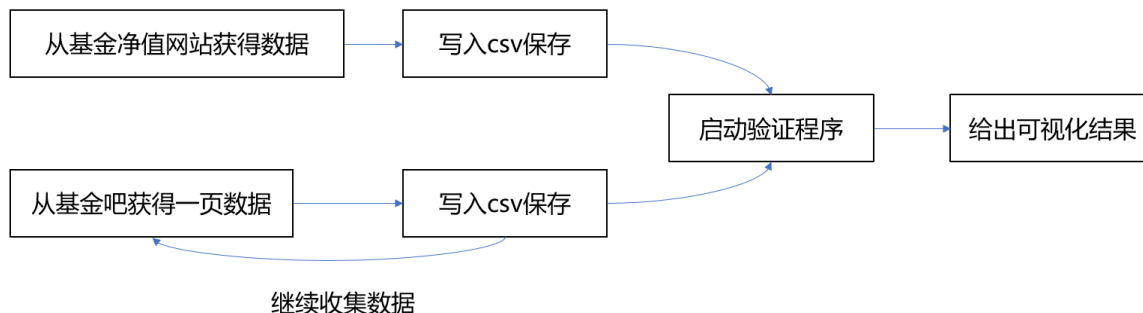 从基金净值网站获得数据
写入csv保存
启动验证程序
给出可视化结果
从基金吧获得一页数据
写入csv保存
继续收集数据